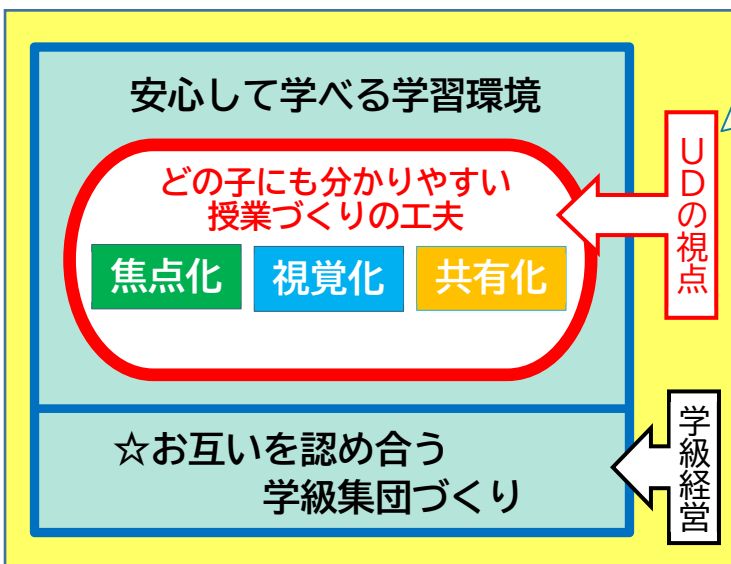 安心して学べる学習環境
どの子にも分かりやすい
授業づくりの工夫
焦点化 視覚化 共有化
UDの視点
☆お互いを認め合う
学級集団づくり
学級経営